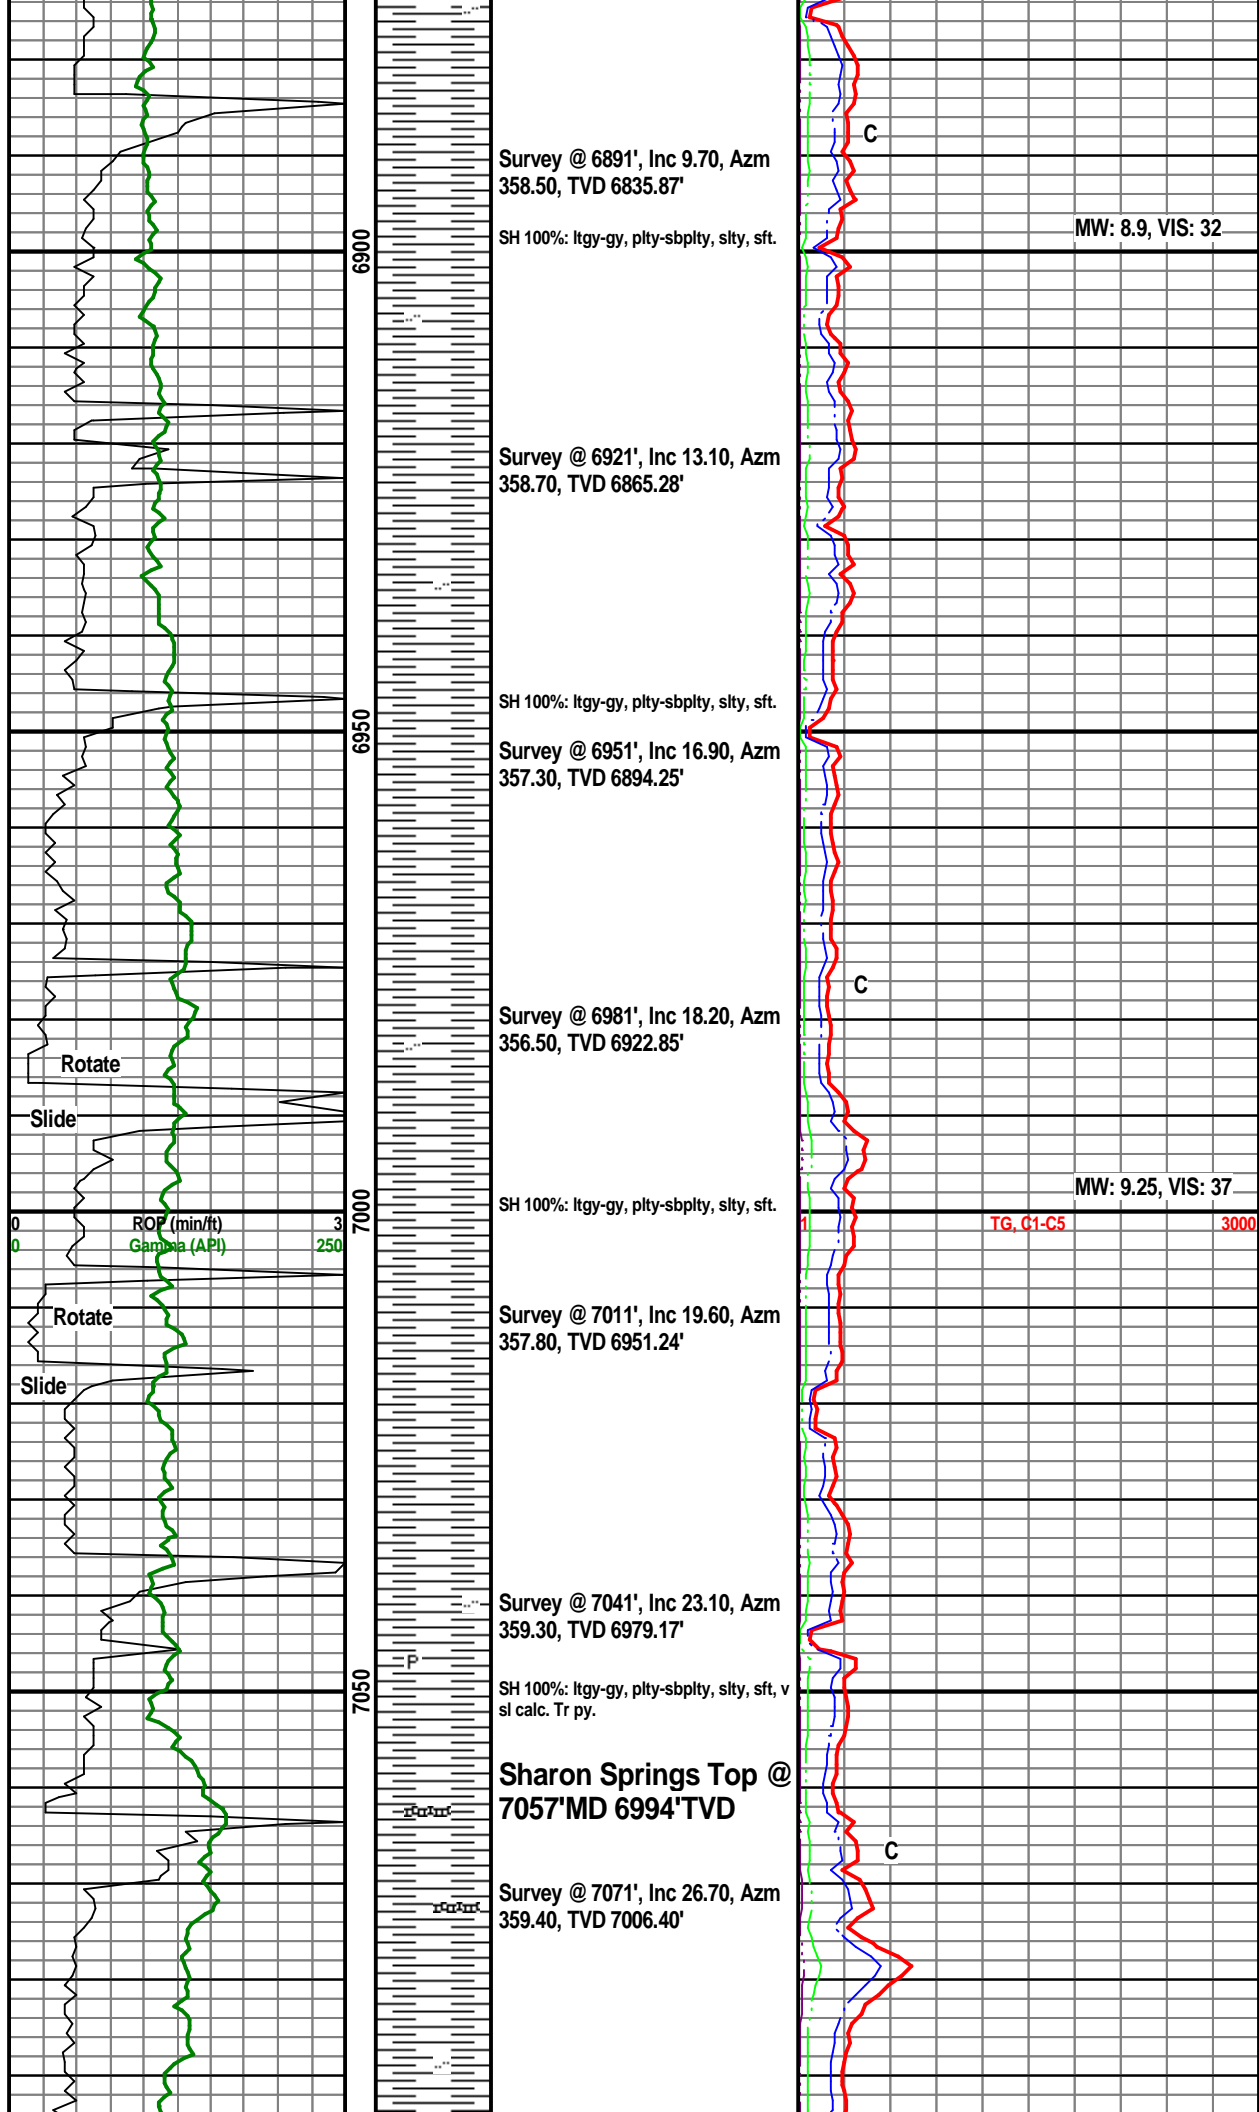 C
Survey @ 6891', Inc 9.70, Azm
358.50, TVD 6835.87'
MW: 8.9, VIS: 32
6900
SH 100%: ltgy-gy, plty-sbplty, slty, sft.
Survey @ 6921', Inc 13.10, Azm
358.70, TVD 6865.28'
SH 100%: ltgy-gy, plty-sbplty, slty, sft.
6950
Survey @ 6951', Inc 16.90, Azm
357.30, TVD 6894.25'
C
Survey @ 6981', Inc 18.20, Azm
356.50, TVD 6922.85'
Rotate
Slide
MW: 9.25, VIS: 37
7000
SH 100%: ltgy-gy, plty-sbplty, slty, sft.
0 ROP (min/ft) 3
0 Gamma (API) 250
1 TG, C1-C5 3000
Rotate
Survey @ 7011', Inc 19.60, Azm
357.80, TVD 6951.24'
Slide
Survey @ 7041', Inc 23.10, Azm
359.30, TVD 6979.17'
P
7050
SH 100%: ltgy-gy, plty-sbplty, slty, sft, v
sl calc. Tr py.
Sharon Springs Top @
7057'MD 6994'TVD
C
Survey @ 7071', Inc 26.70, Azm
359.40, TVD 7006.40'